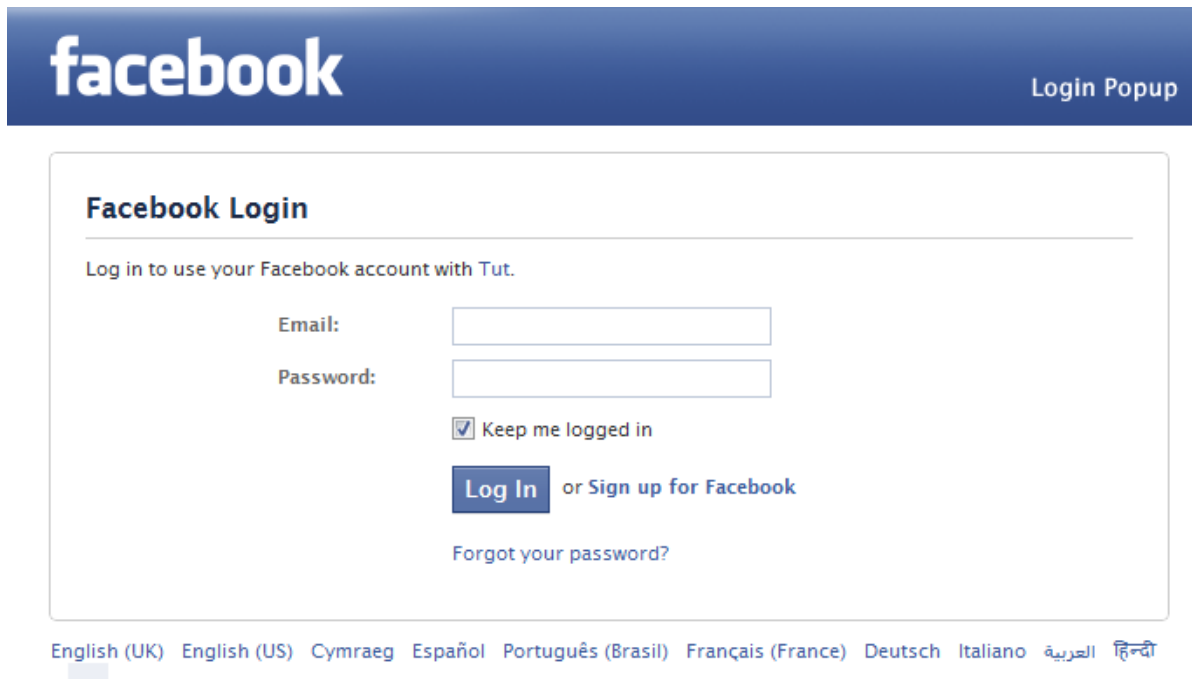 facebook
Login Popup
Facebook Login
Log in to use your Facebook account with Tut.
Email:
Password:
Keep me logged in
Log In or Sign up for Facebook
Forgot your password?
English (UK) English (US) Cymraeg Español Português (Brasil) Français (France) Deutsch Italiano العربية हिन्दी